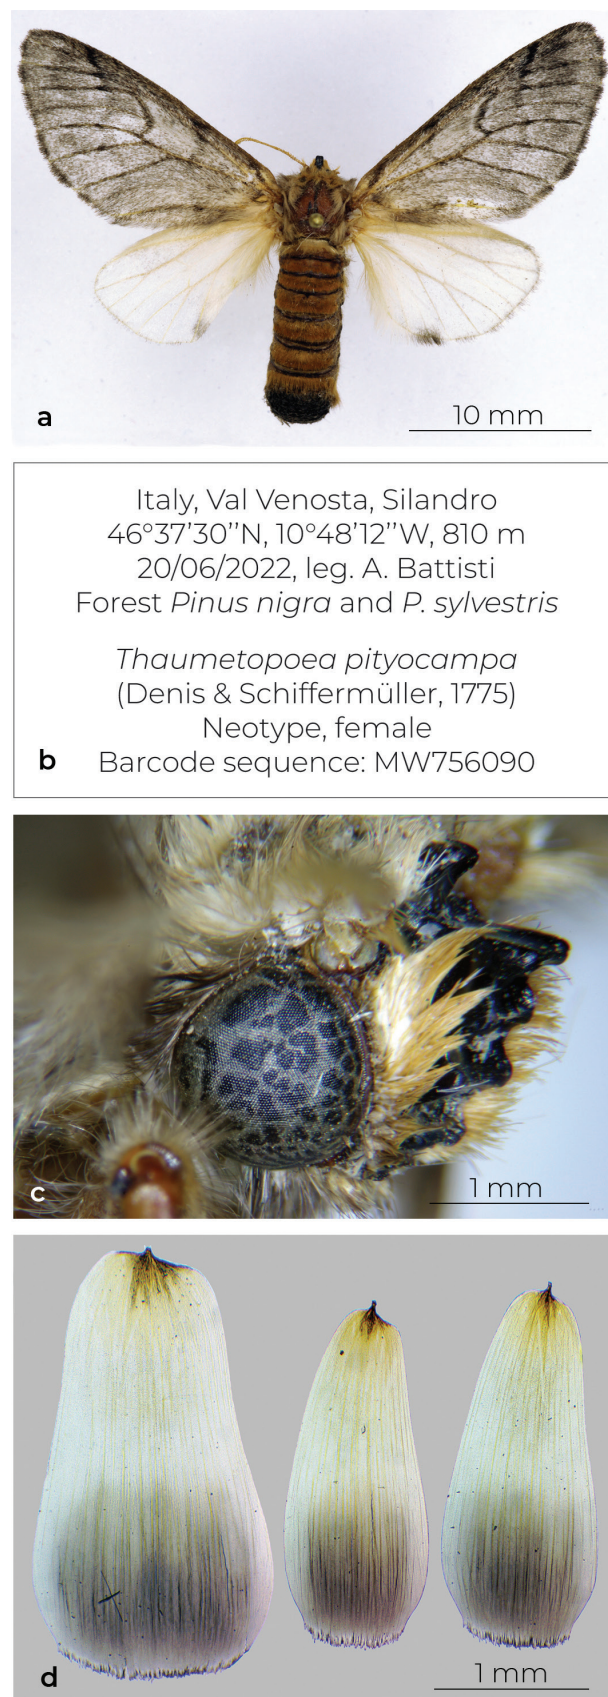 a
10 mm
Italy, Val Venosta, Silandro
46°37’30’’N, 10°48’12’’W, 810 m
20/06/2022, leg. A. Battisti
Forest Pinus nigra and P. sylvestris
Thaumetopoea pityocampa
(Denis & Schiffermüller, 1775)
Neotype, female
b
Barcode sequence: MW756090
c
1 mm
d
1 mm